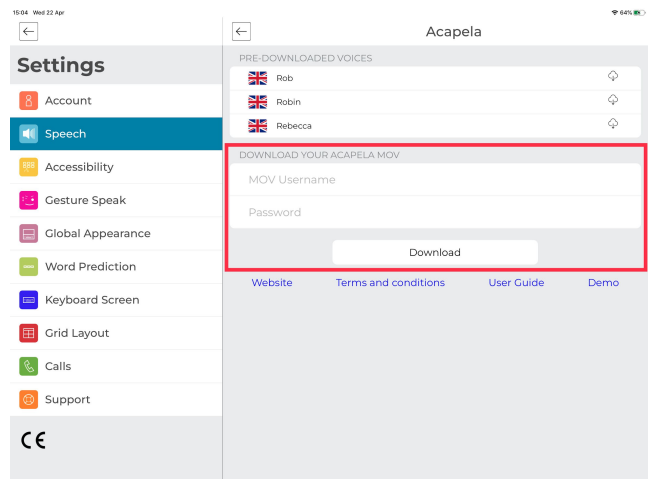 15:04 Wed 22 Apr
64%
Settings
Account
Speech
Accessibility
Gesture Speak
Global Appearance
Word Prediction
Keyboard Screen
Grid Layout
Calls
Support
CE
Acapela
PRE-DOWNLOADED VOICES
Rob
Robin
Rebecca
DOWNLOAD YOUR ACAPELA MOV
MOV Username
Password
Download
Website Terms and conditions User Guide Demo